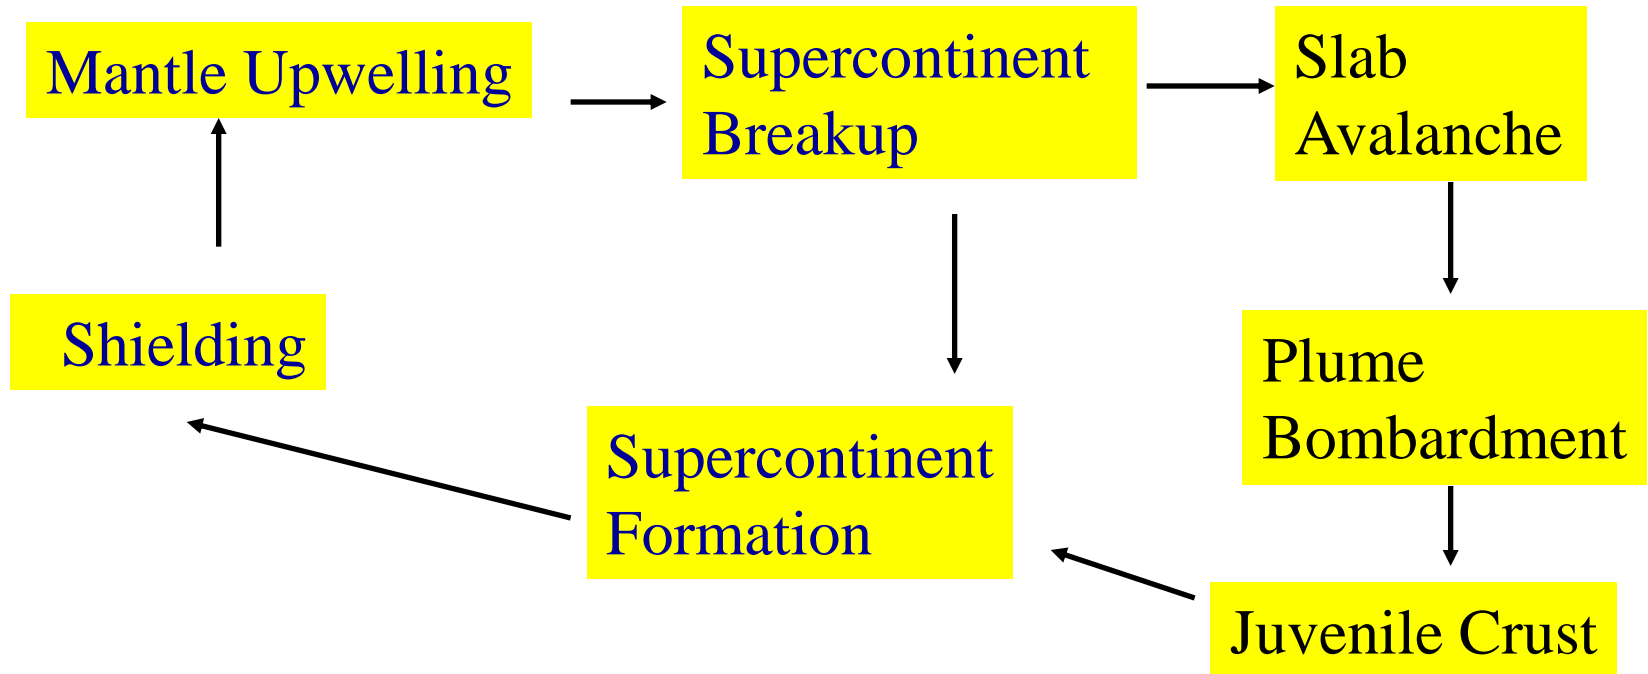 Mantle Upwelling
Supercontinent
Breakup
Slab
Avalanche
Shielding
Plume
Bombardment
Supercontinent
Formation
Juvenile Crust